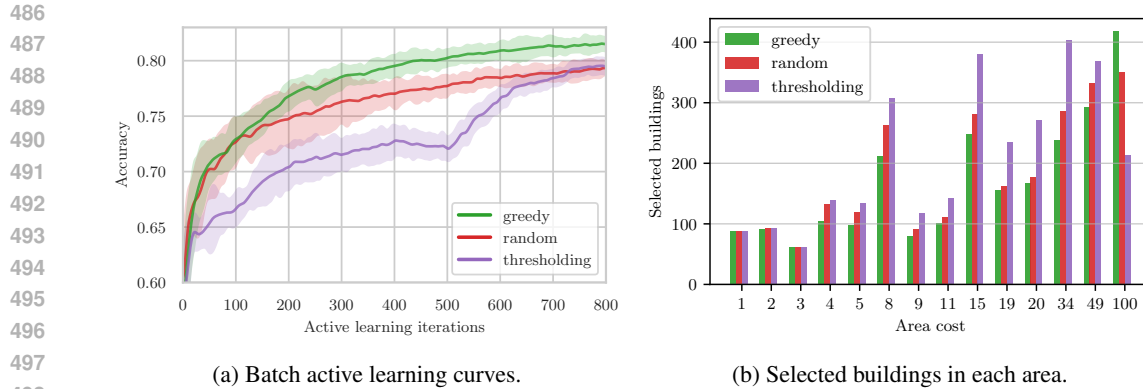 486
487
488
489
490
491
492
493
494
495
496
497
0.80
0.75
0.70
0.65
0.60
Accuracy
greedy
random
thresholding
0 100 200 300 400 500 600 700 800
Active learning iterations
(a) Batch active learning curves.
400
300
200
100
0
Selected buildings
greedy
random
thresholding
1 2 3 4 5 8 9 11 15 19 20 34 49 100
Area cost
(b) Selected buildings in each area.